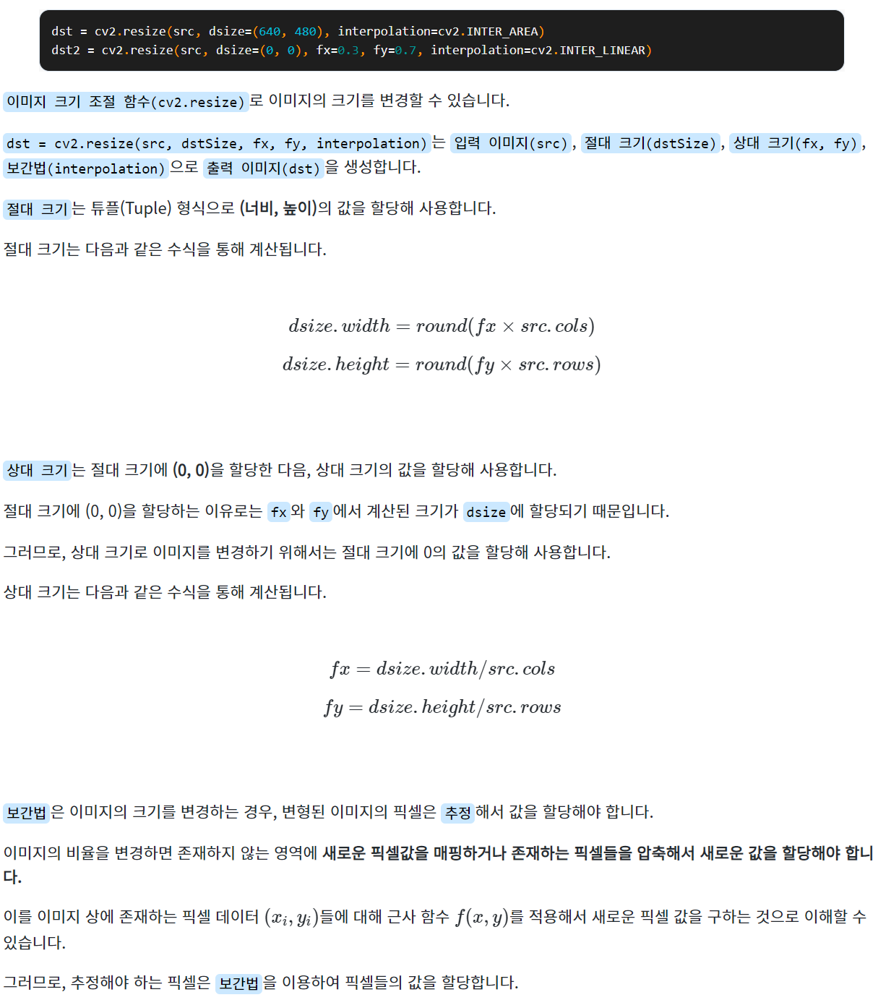 dst = cv2.resize(src, dsize=(640, 480), interpolation=cv2.INTER_AREA)
dst2 = cv2.resize(src, dsize=(0, 0), fx=0.3, fy=0.7, interpolation=cv2.INTER_LINEAR)
이미지 크기 조절 함수(cv2.resize)로 이미지의 크기를 변경할 수 있습니다.
dst = cv2.resize(src, dstSize, fx, fy, interpolation)는 입력 이미지(src), 절대 크기(dstSize), 상대 크기(fx, fy),
보간법(interpolation)으로 출력 이미지(dst)을 생성합니다.
절대 크기는 튜플(Tuple) 형식으로 (너비, 높이)의 값을 할당해 사용합니다.
절대 크기는 다음과 같은 수식을 통해 계산됩니다.
dsize.width = round(fx × src.cols)
dsize.height = round(fy × src.rows)
상대 크기는 절대 크기에 (0, 0)을 할당한 다음, 상대 크기의 값을 할당해 사용합니다.
절대 크기에 (0, 0)을 할당하는 이유로는 fx와 fy에서 계산된 크기가 dsize에 할당되기 때문입니다.
그러므로, 상대 크기로 이미지를 변경하기 위해서는 절대 크기에 0의 값을 할당해 사용합니다.
상대 크기는 다음과 같은 수식을 통해 계산됩니다.
fx = dsize.width/src.cols
fy = dsize.height/src.rows
보간법은 이미지의 크기를 변경하는 경우, 변형된 이미지의 픽셀은 추정해서 값을 할당해야 합니다.
이미지의 비율을 변경하면 존재하지 않는 영역에 새로운 픽셀값을 매핑하거나 존재하는 픽셀들을 압축해서 새로운 값을 할당해야 합니
다.
이를 이미지 상에 존재하는 픽셀 데이터 (xᵢ, yᵢ)들에 대해 근사 함수 f(x, y)를 적용해서 새로운 픽셀 값을 구하는 것으로 이해할 수
있습니다.
그러므로, 추정해야 하는 픽셀은 보간법을 이용하여 픽셀들의 값을 할당합니다.